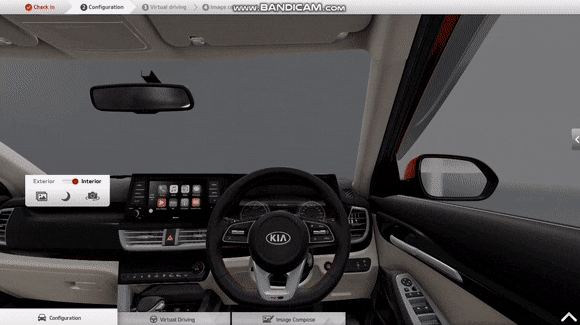 Check in
2 Configuration
3 Virtual driving
4 Image co
www.BANDICAM.com
Exterior
Interior
KIA
Configuration
Virtual Driving
Image Compose